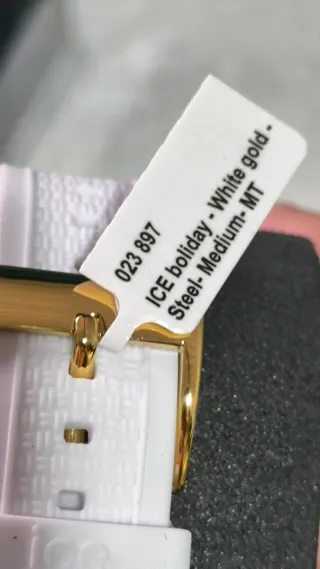 023 897
ICE boliday - White gold -
Steel- Medium- MT